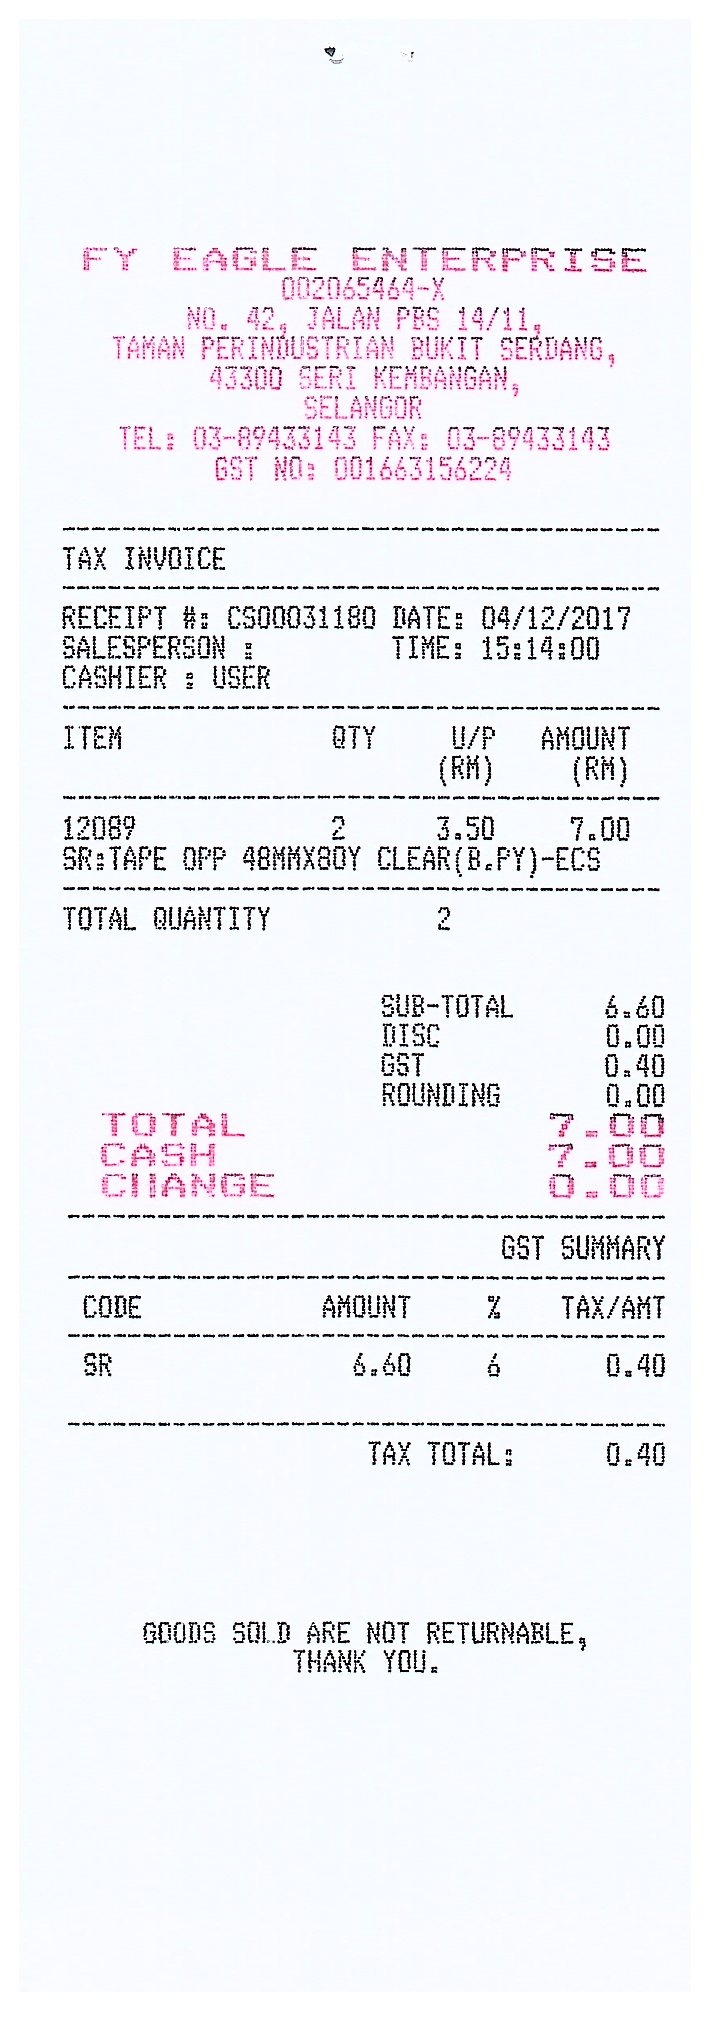 FY EAGLE ENTERPRISE
002065464-X
NO. 42, JALAN PBS 14/11,
TAMAN PERINDUSTRIAN BUKIT SERDANG,
43300 SERI KEMBANGAN,
SELANGOR
TEL: 03-89433143 FAX: 03-89433143
GST NO: 001663156224
TAX INVOICE
RECEIPT #: CS00031180 DATE: 04/12/2017
SALESPERSON : TIME: 15:14:00
CASHIER : USER
ITEM QTY U/P AMOUNT
(RM) (RM)
12089 2 3.50 7.00
SR:TAPE OPP 48MMX80Y CLEAR(B.PY)-ECS
TOTAL QUANTITY 2
SUB-TOTAL 6.60
DISC 0.00
GST 0.40
ROUNDING 0.00
TOTAL 7.00
CASH 7.00
CHANGE 0.00
GST SUMMARY
CODE AMOUNT % TAX/AMT
SR 6.60 6 0.40
TAX TOTAL: 0.40
GOODS SOLD ARE NOT RETURNABLE,
THANK YOU.